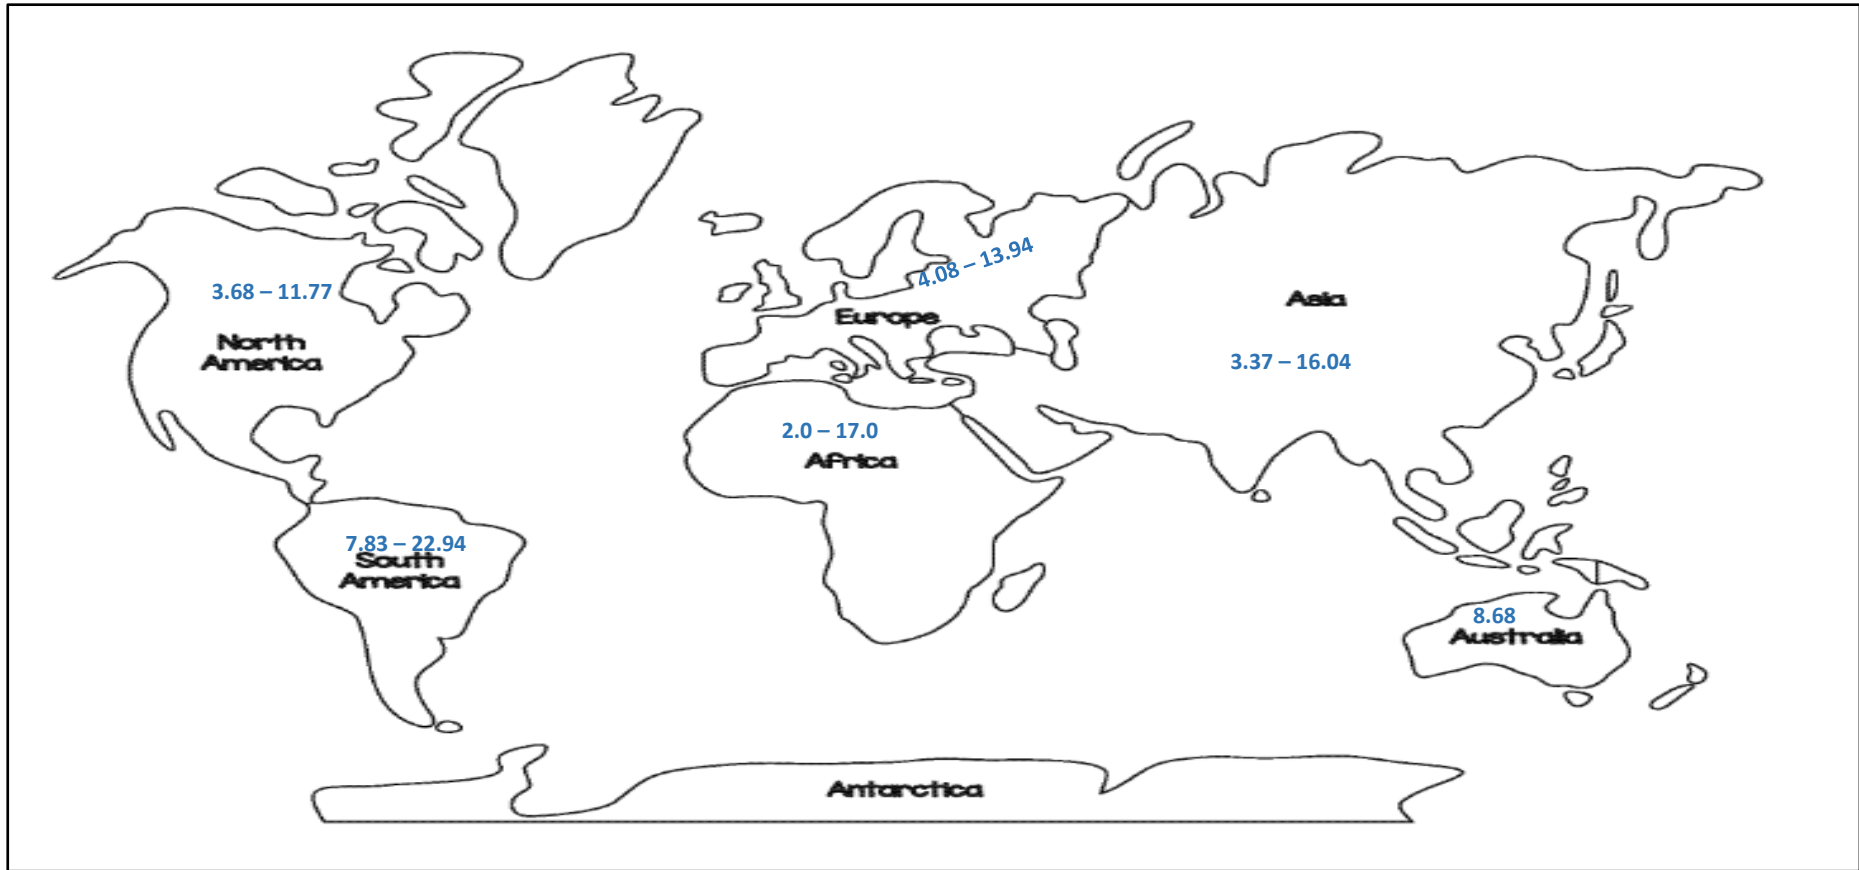 4.08 – 13.94
3.68 – 11.77
Asia
Europe
North
America
3.37 – 16.04
2.0 – 17.0
Africa
7.83 – 22.94
South
America
8.68
Australia
Antarctica